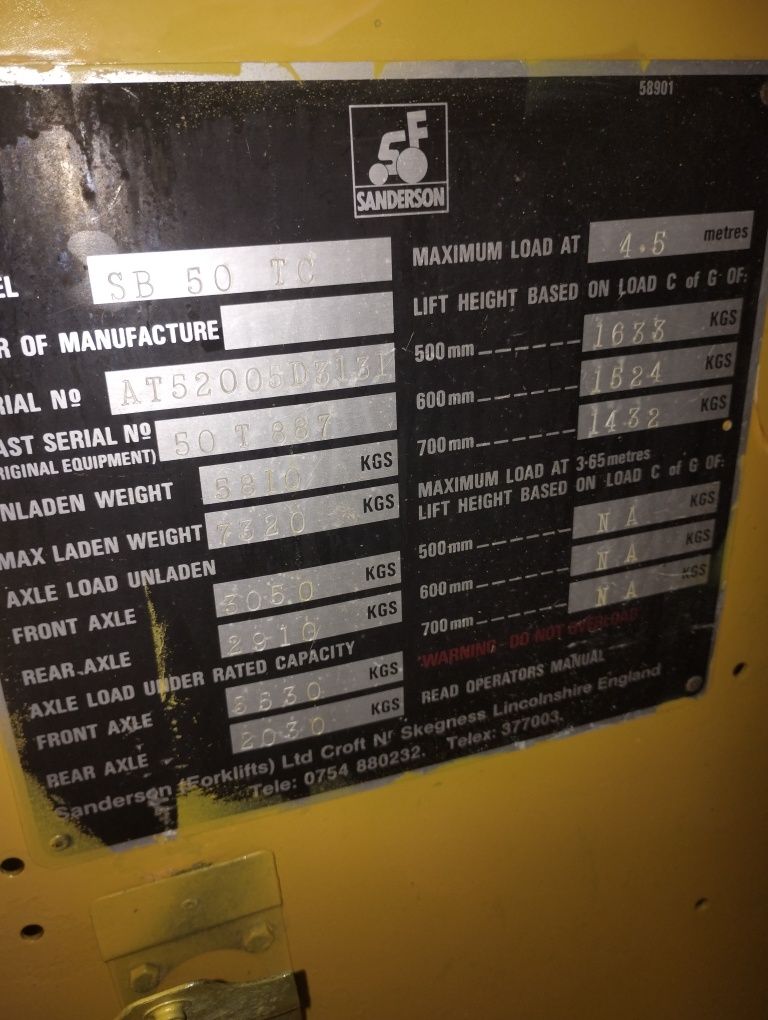 58901
SF
SANDERSON
EL SB 50 TC
R OF MANUFACTURE
RIAL Nº AT52005D3131
AST SERIAL Nº 50 T 887
RIGINAL EQUIPMENT)
NLADEN WEIGHT 5810 KGS
MAX LADEN WEIGHT 7320 KGS
AXLE LOAD UNLADEN
FRONT AXLE 3050 KGS
REAR AXLE 2910 KGS
AXLE LOAD UNDER RATED CAPACITY
FRONT AXLE KGS
REAR AXLE 2030 KGS
MAXIMUM LOAD AT 4.5 metres
LIFT HEIGHT BASED ON LOAD C of G OF:
500mm 1633 KGS
600mm 1524 KGS
700mm 1432 KGS
MAXIMUM LOAD AT 3·65metres
LIFT HEIGHT BASED ON LOAD C of G OF:
500mm NA KGS
600mm NA KGS
700mm NA KGS
WARNING - DO NOT OVERLOAD
READ OPERATORS MANUAL
Sanderson (Forklifts) Ltd Croft Nr Skegness Lincolnshire England
Tele: 0754 880232. Telex: 377003.